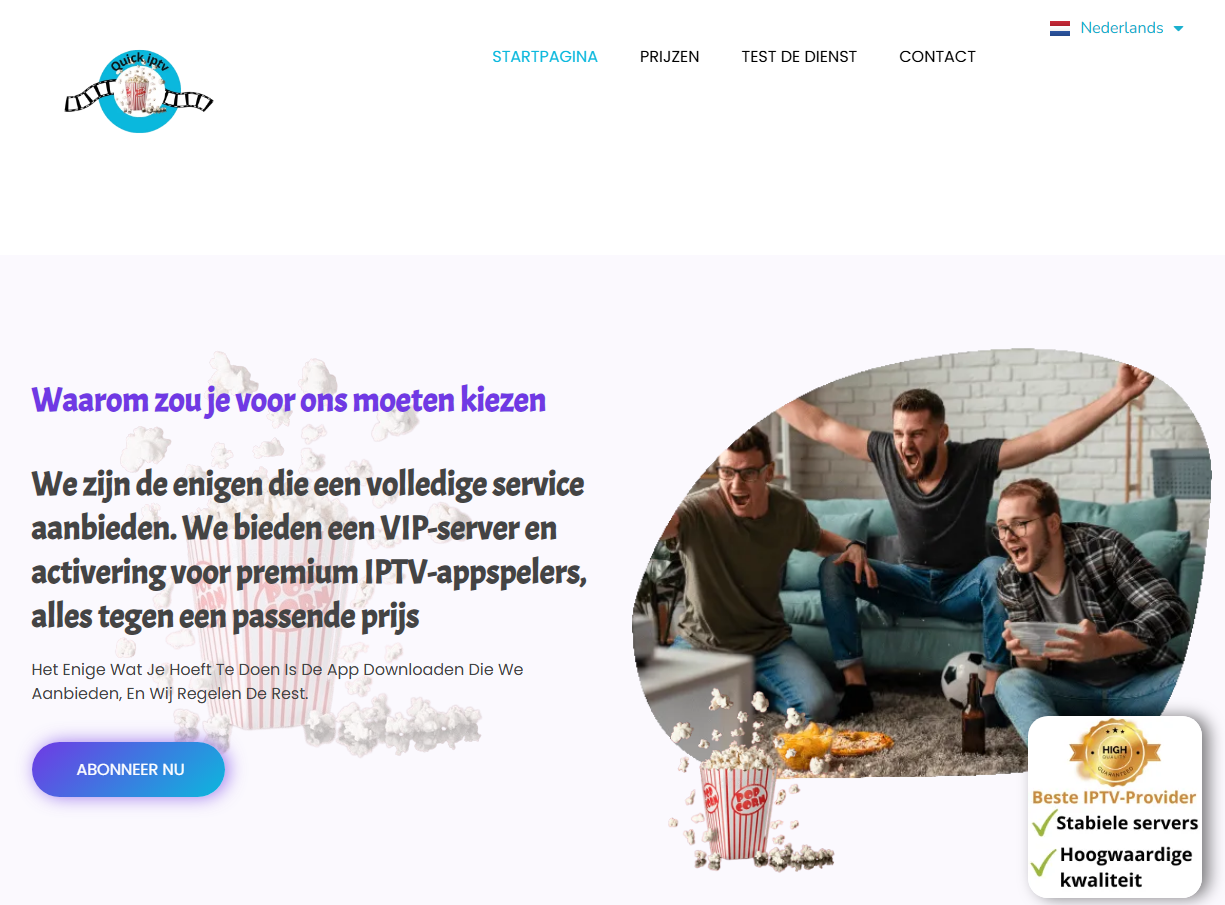 Nederlands
Quick iptv
STARTPAGINA
PRIJZEN
TEST DE DIENST
CONTACT
Waarom zou je voor ons moeten kiezen
We zijn de enigen die een volledige service
aanbieden. We bieden een VIP-server en
activering voor premium IPTV-appspelers,
alles tegen een passende prijs
Het Enige Wat Je Hoeft Te Doen Is De App Downloaden Die We
Aanbieden, En Wij Regelen De Rest.
ABONNEER NU
POP
CORN
HIGH
QUALITY
GUARANTEED
Beste IPTV-Provider
Stabiele servers
Hoogwaardige
kwaliteit